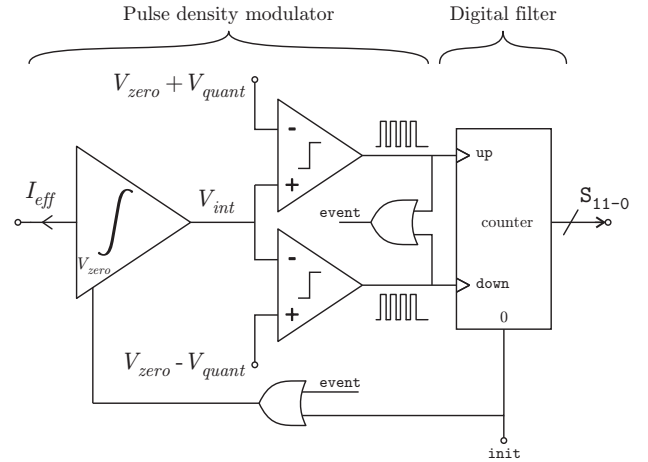 Pulse density modulator
Digital filter
V_zero + V_quant
-
+
up
I_eff
V_int
∫
V_zero
event
counter
S_11-0
-
+
down
0
V_zero - V_quant
event
init